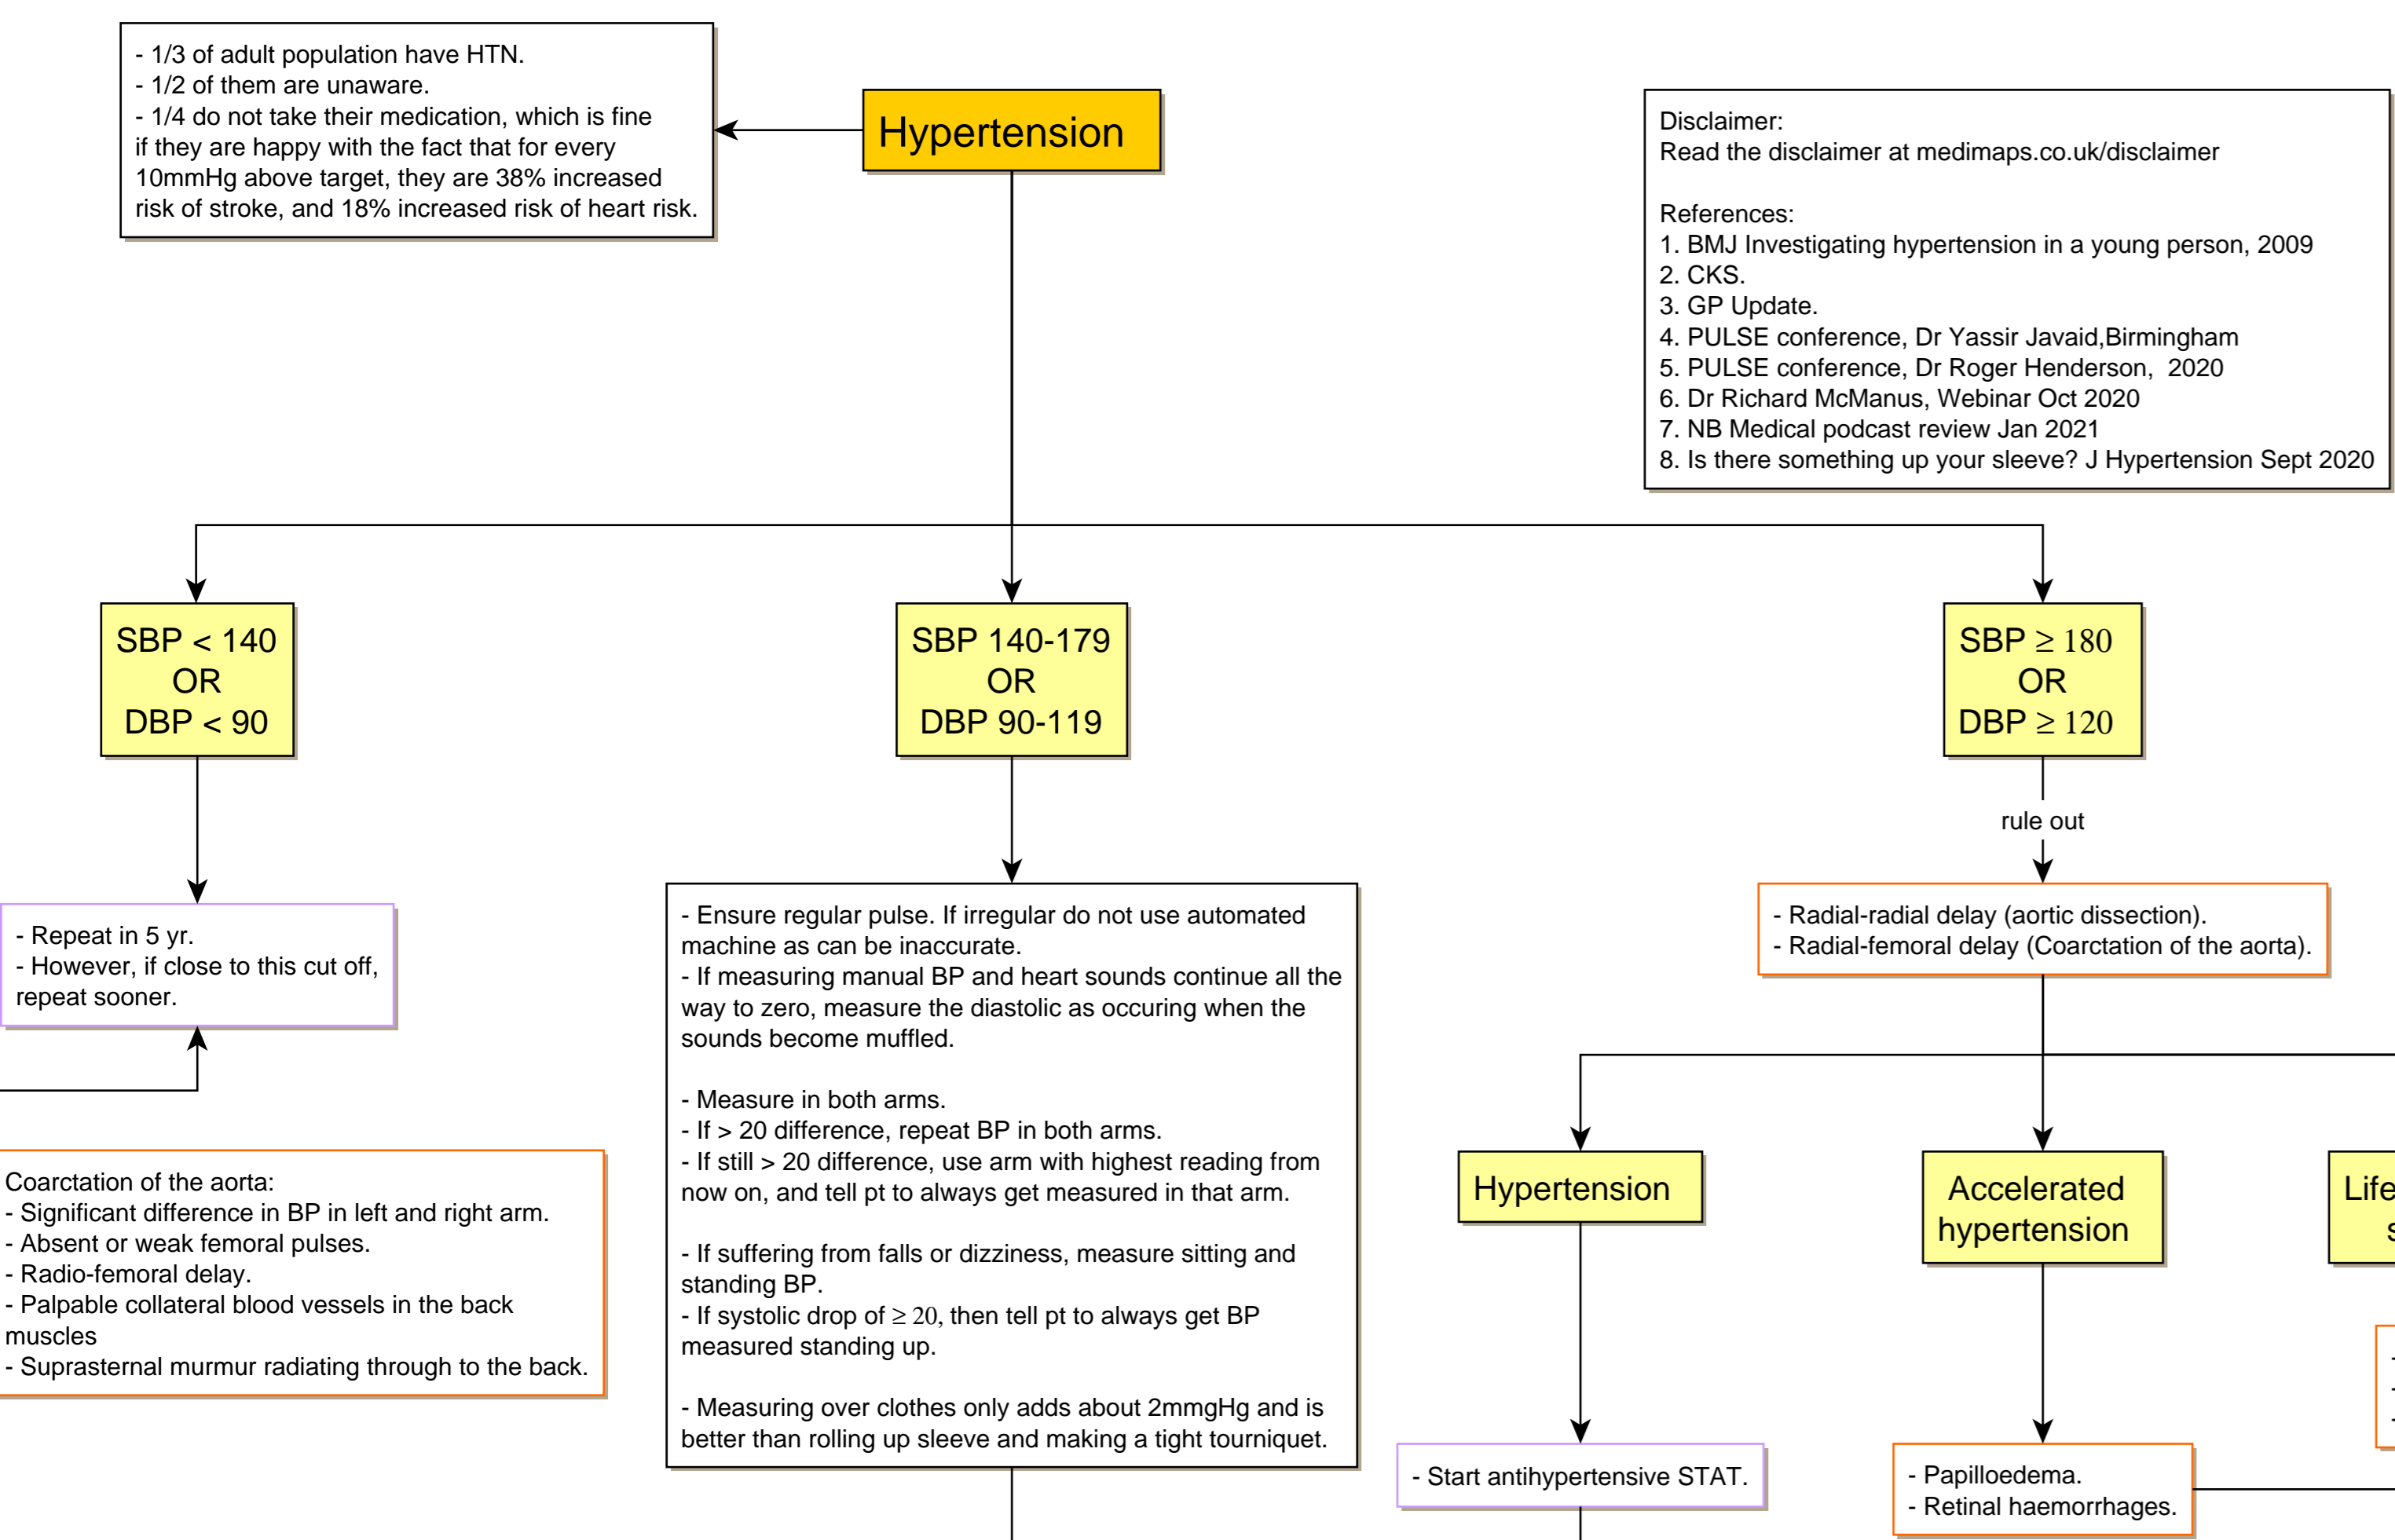 - 1/3 of adult population have HTN.
- 1/2 of them are unaware.
- 1/4 do not take their medication, which is fine
if they are happy with the fact that for every
10mmHg above target, they are 38% increased
risk of stroke, and 18% increased risk of heart risk.
Hypertension
Disclaimer:
Read the disclaimer at medimaps.co.uk/disclaimer
References:
1. BMJ Investigating hypertension in a young person, 2009
2. CKS.
3. GP Update.
4. PULSE conference, Dr Yassir Javaid,Birmingham
5. PULSE conference, Dr Roger Henderson,  2020
6. Dr Richard McManus, Webinar Oct 2020
7. NB Medical podcast review Jan 2021
8. Is there something up your sleeve? J Hypertension Sept 2020
SBP < 140
OR
DBP < 90
SBP 140-179
OR
DBP 90-119
SBP ≥ 180
OR
DBP ≥ 120
rule out
- Repeat in 5 yr.
- However, if close to this cut off,
repeat sooner.
- Ensure regular pulse. If irregular do not use automated
machine as can be inaccurate.
- If measuring manual BP and heart sounds continue all the
way to zero, measure the diastolic as occuring when the
sounds become muffled.
- Measure in both arms.
- If > 20 difference, repeat BP in both arms.
- If still > 20 difference, use arm with highest reading from
now on, and tell pt to always get measured in that arm.
- If suffering from falls or dizziness, measure sitting and
standing BP.
- If systolic drop of ≥ 20, then tell pt to always get BP
measured standing up.
- Measuring over clothes only adds about 2mmgHg and is
better than rolling up sleeve and making a tight tourniquet.
- Radial-radial delay (aortic dissection).
- Radial-femoral delay (Coarctation of the aorta).
Coarctation of the aorta:
- Significant difference in BP in left and right arm.
- Absent or weak femoral pulses.
- Radio-femoral delay.
- Palpable collateral blood vessels in the back
muscles
- Suprasternal murmur radiating through to the back.
Hypertension
Accelerated
hypertension
Life
s
- Start antihypertensive STAT.
- Papilloedema.
- Retinal haemorrhages.